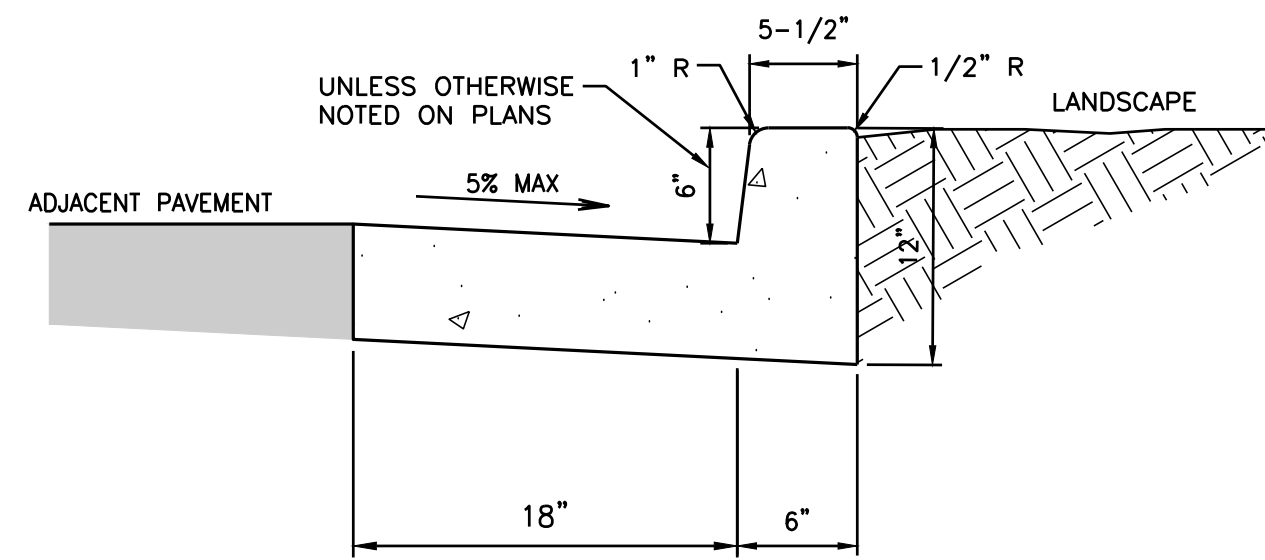 5-1/2"
1" R
1/2" R
UNLESS OTHERWISE
NOTED ON PLANS
LANDSCAPE
5% MAX
6"
ADJACENT PAVEMENT
12"
18"
6"